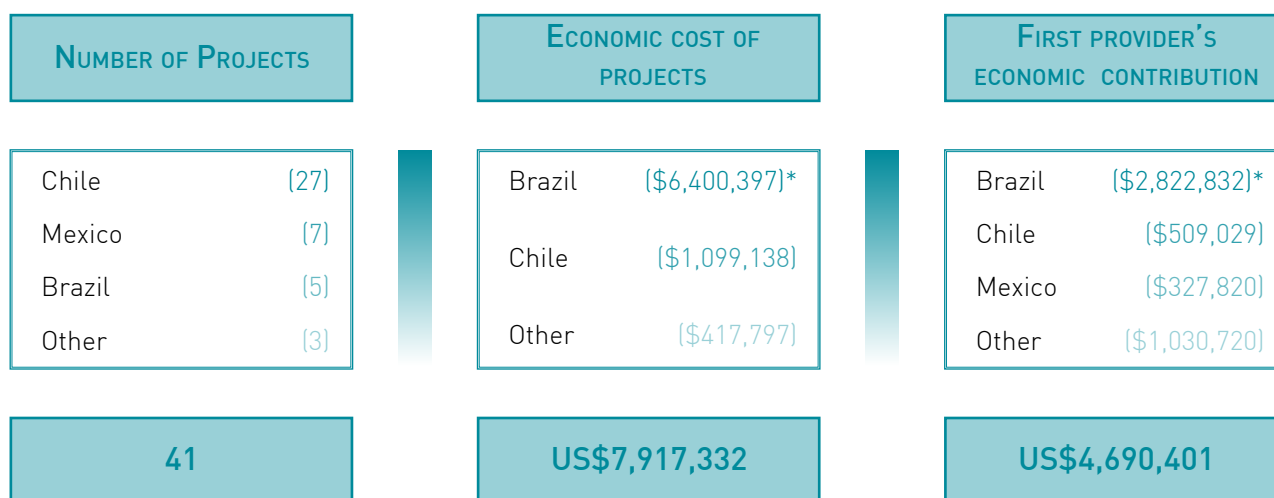 NUMBER OF PROJECTS
Chile (27)
Mexico (7)
Brazil (5)
Other (3)
41
ECONOMIC COST OF
PROJECTS
Brazil ($6,400,397)*
Chile ($1,099,138)
Other ($417,797)
US$7,917,332
FIRST PROVIDER'S
ECONOMIC CONTRIBUTION
Brazil ($2,822,832)*
Chile ($509,029)
Mexico ($327,820)
Other ($1,030,720)
US$4,690,401